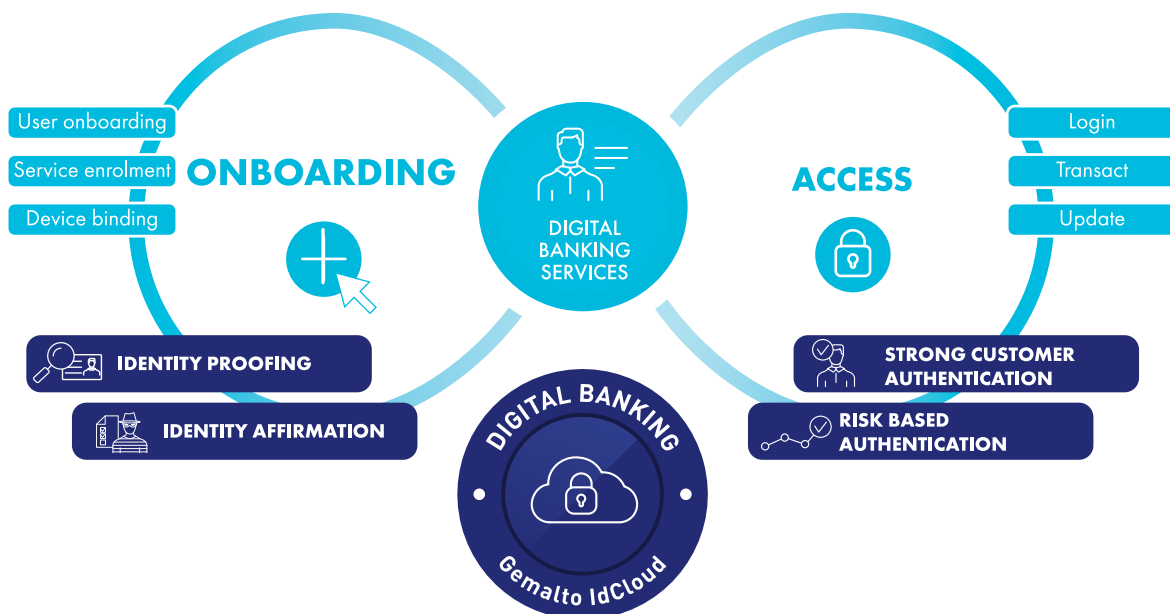 User onboarding
Service enrolment
Device binding
ONBOARDING
DIGITAL
BANKING
SERVICES
ACCESS
Login
Transact
Update
IDENTITY PROOFING
IDENTITY AFFIRMATION
STRONG CUSTOMER
AUTHENTICATION
RISK BASED
AUTHENTICATION
DIGITAL BANKING
Gemalto IdCloud